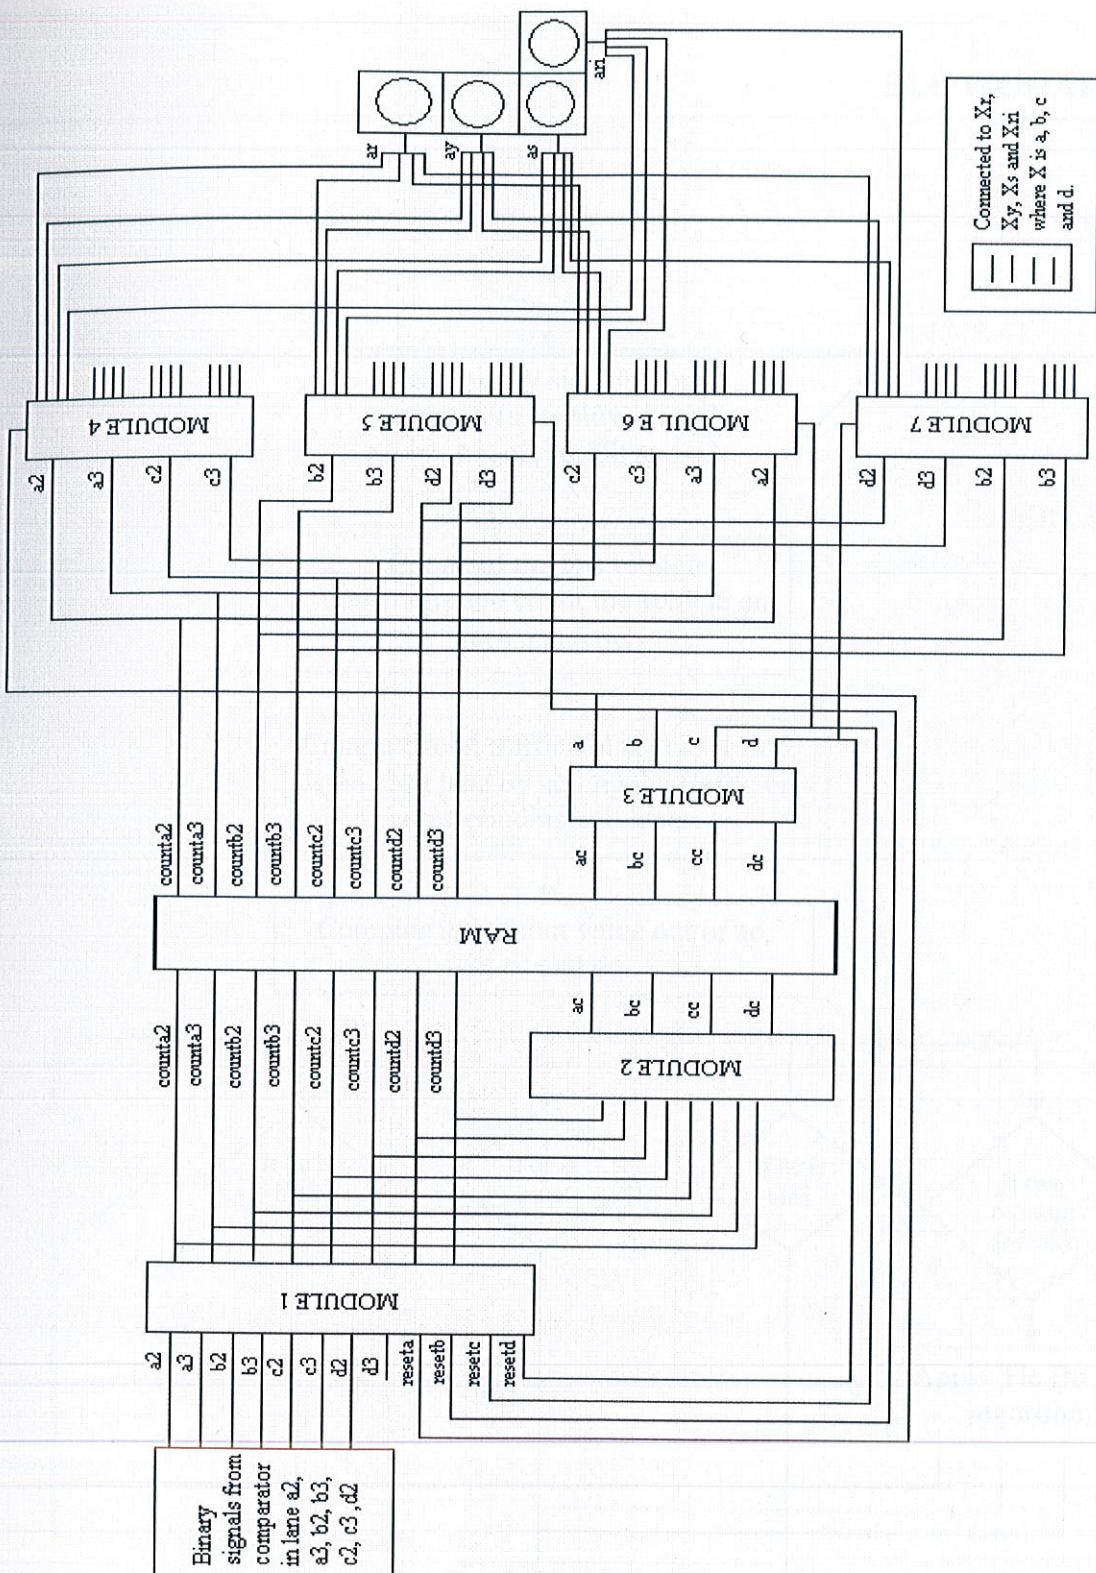 ar
ay
as
ari
Connected to Xr,
Xy, Xs and Xri
where X is a, b, c
and d.
MODULE 4
MODULE 5
MODULE 6
MODULE 7
a2
a3
c2
c3
b2
b3
d2
d3
c2
c3
a3
a2
d2
d3
b2
b3
a
b
c
d
MODULE 3
counta2
counta3
countb2
countb3
countc2
countc3
countd2
countd3
ac
bc
cc
dc
RAM
counta2
counta3
countb2
countb3
countc2
countc3
countd2
countd3
ac
bc
cc
dc
MODULE 2
MODULE 1
a2
a3
b2
b3
c2
c3
d2
d3
reseta
resetb
resetc
resetd
Binary
signals from
comparator
in lane a2,
a3, b2, b3,
c2, c3 ,d2